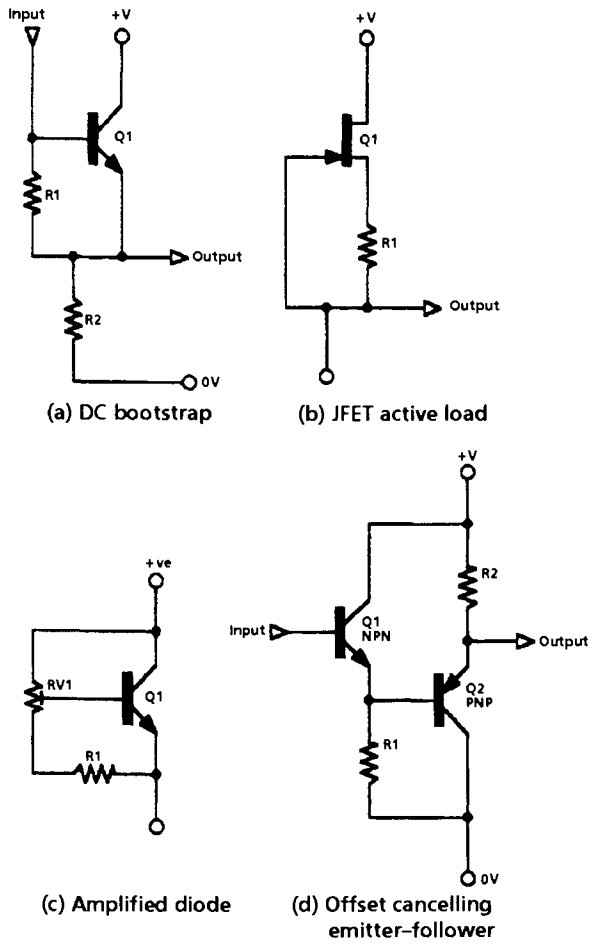 Input
+V
Q1
R1
Output
R2
0V
(a) DC bootstrap
+V
Q1
R1
Output
(b) JFET active load
+ve
RV1
Q1
R1
(c) Amplified diode
+V
R2
Input
Q1
NPN
Output
Q2
PNP
R1
0V
(d) Offset cancelling
emitter–follower